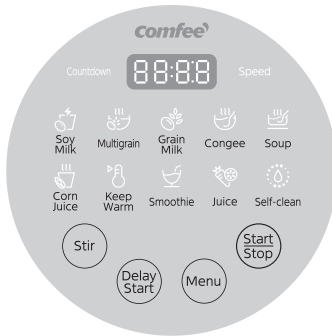 comfee'
Countdown 88:88 Speed
Soy Milk
Multigrain
Grain Milk
Congee
Soup
Corn Juice
Keep Warm
Smoothie
Juice
Self-clean
Stir
Delay Start
Menu
Start
Stop